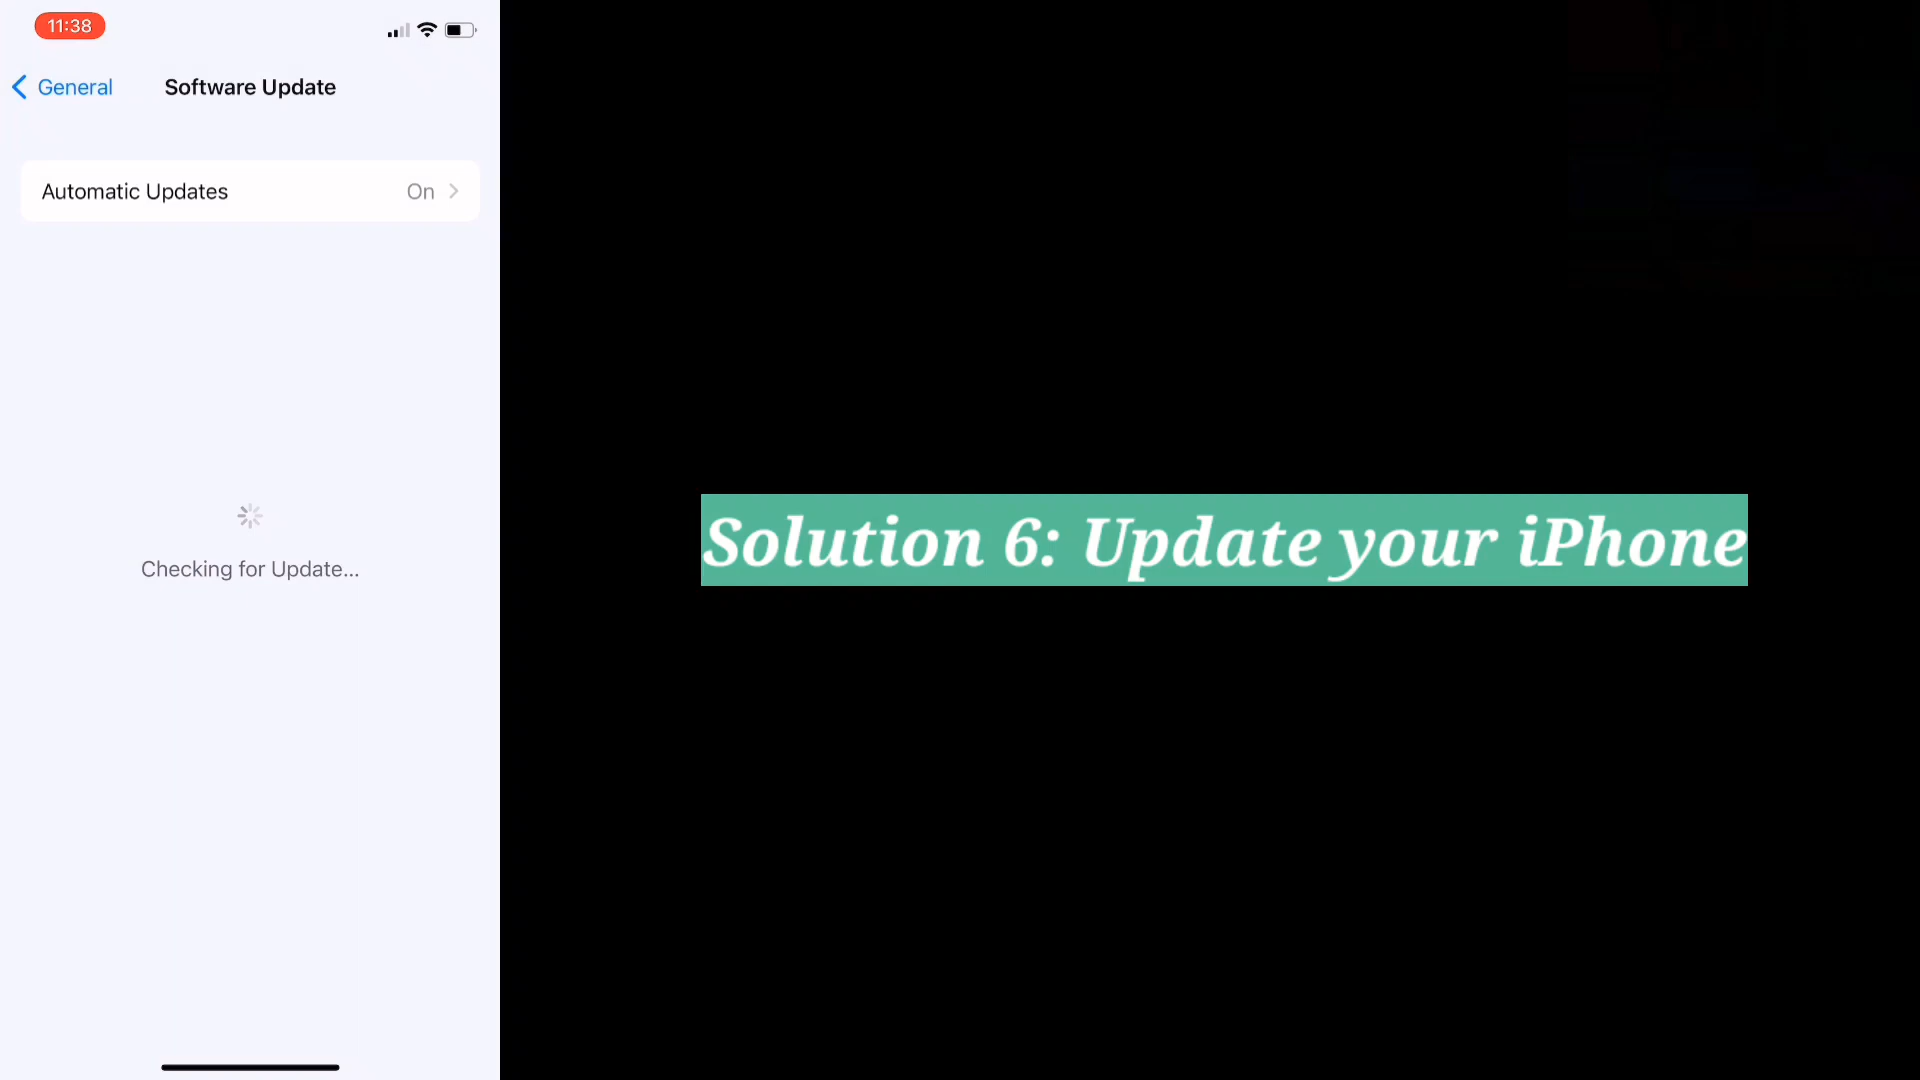 11:38
General
Software Update
Automatic Updates On
Checking for Update...
Solution 6: Update your iPhone